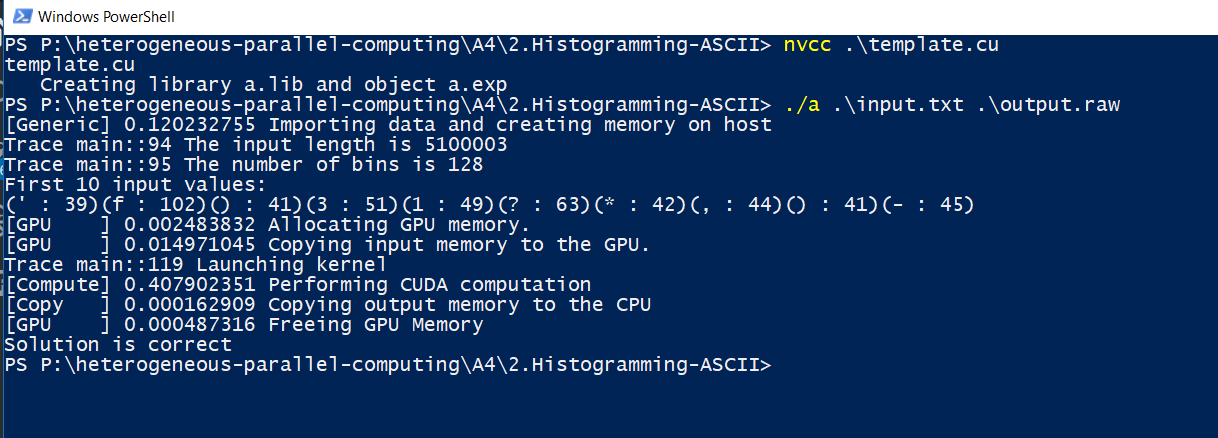 Windows PowerShell
PS P:\heterogeneous-parallel-computing\A4\2.Histogramming-ASCII> nvcc .\template.cu
template.cu
   Creating library a.lib and object a.exp
PS P:\heterogeneous-parallel-computing\A4\2.Histogramming-ASCII> ./a .\input.txt .\output.raw
[Generic] 0.120232755 Importing data and creating memory on host
Trace main::94 The input length is 5100003
Trace main::95 The number of bins is 128
First 10 input values:
(' : 39)(f : 102)() : 41)(3 : 51)(1 : 49)(? : 63)(* : 42)(, : 44)() : 41)(- : 45)
[GPU    ] 0.002483832 Allocating GPU memory.
[GPU    ] 0.014971045 Copying input memory to the GPU.
Trace main::119 Launching kernel
[Compute] 0.407902351 Performing CUDA computation
[Copy   ] 0.000162909 Copying output memory to the CPU
[GPU    ] 0.000487316 Freeing GPU Memory
Solution is correct
PS P:\heterogeneous-parallel-computing\A4\2.Histogramming-ASCII>